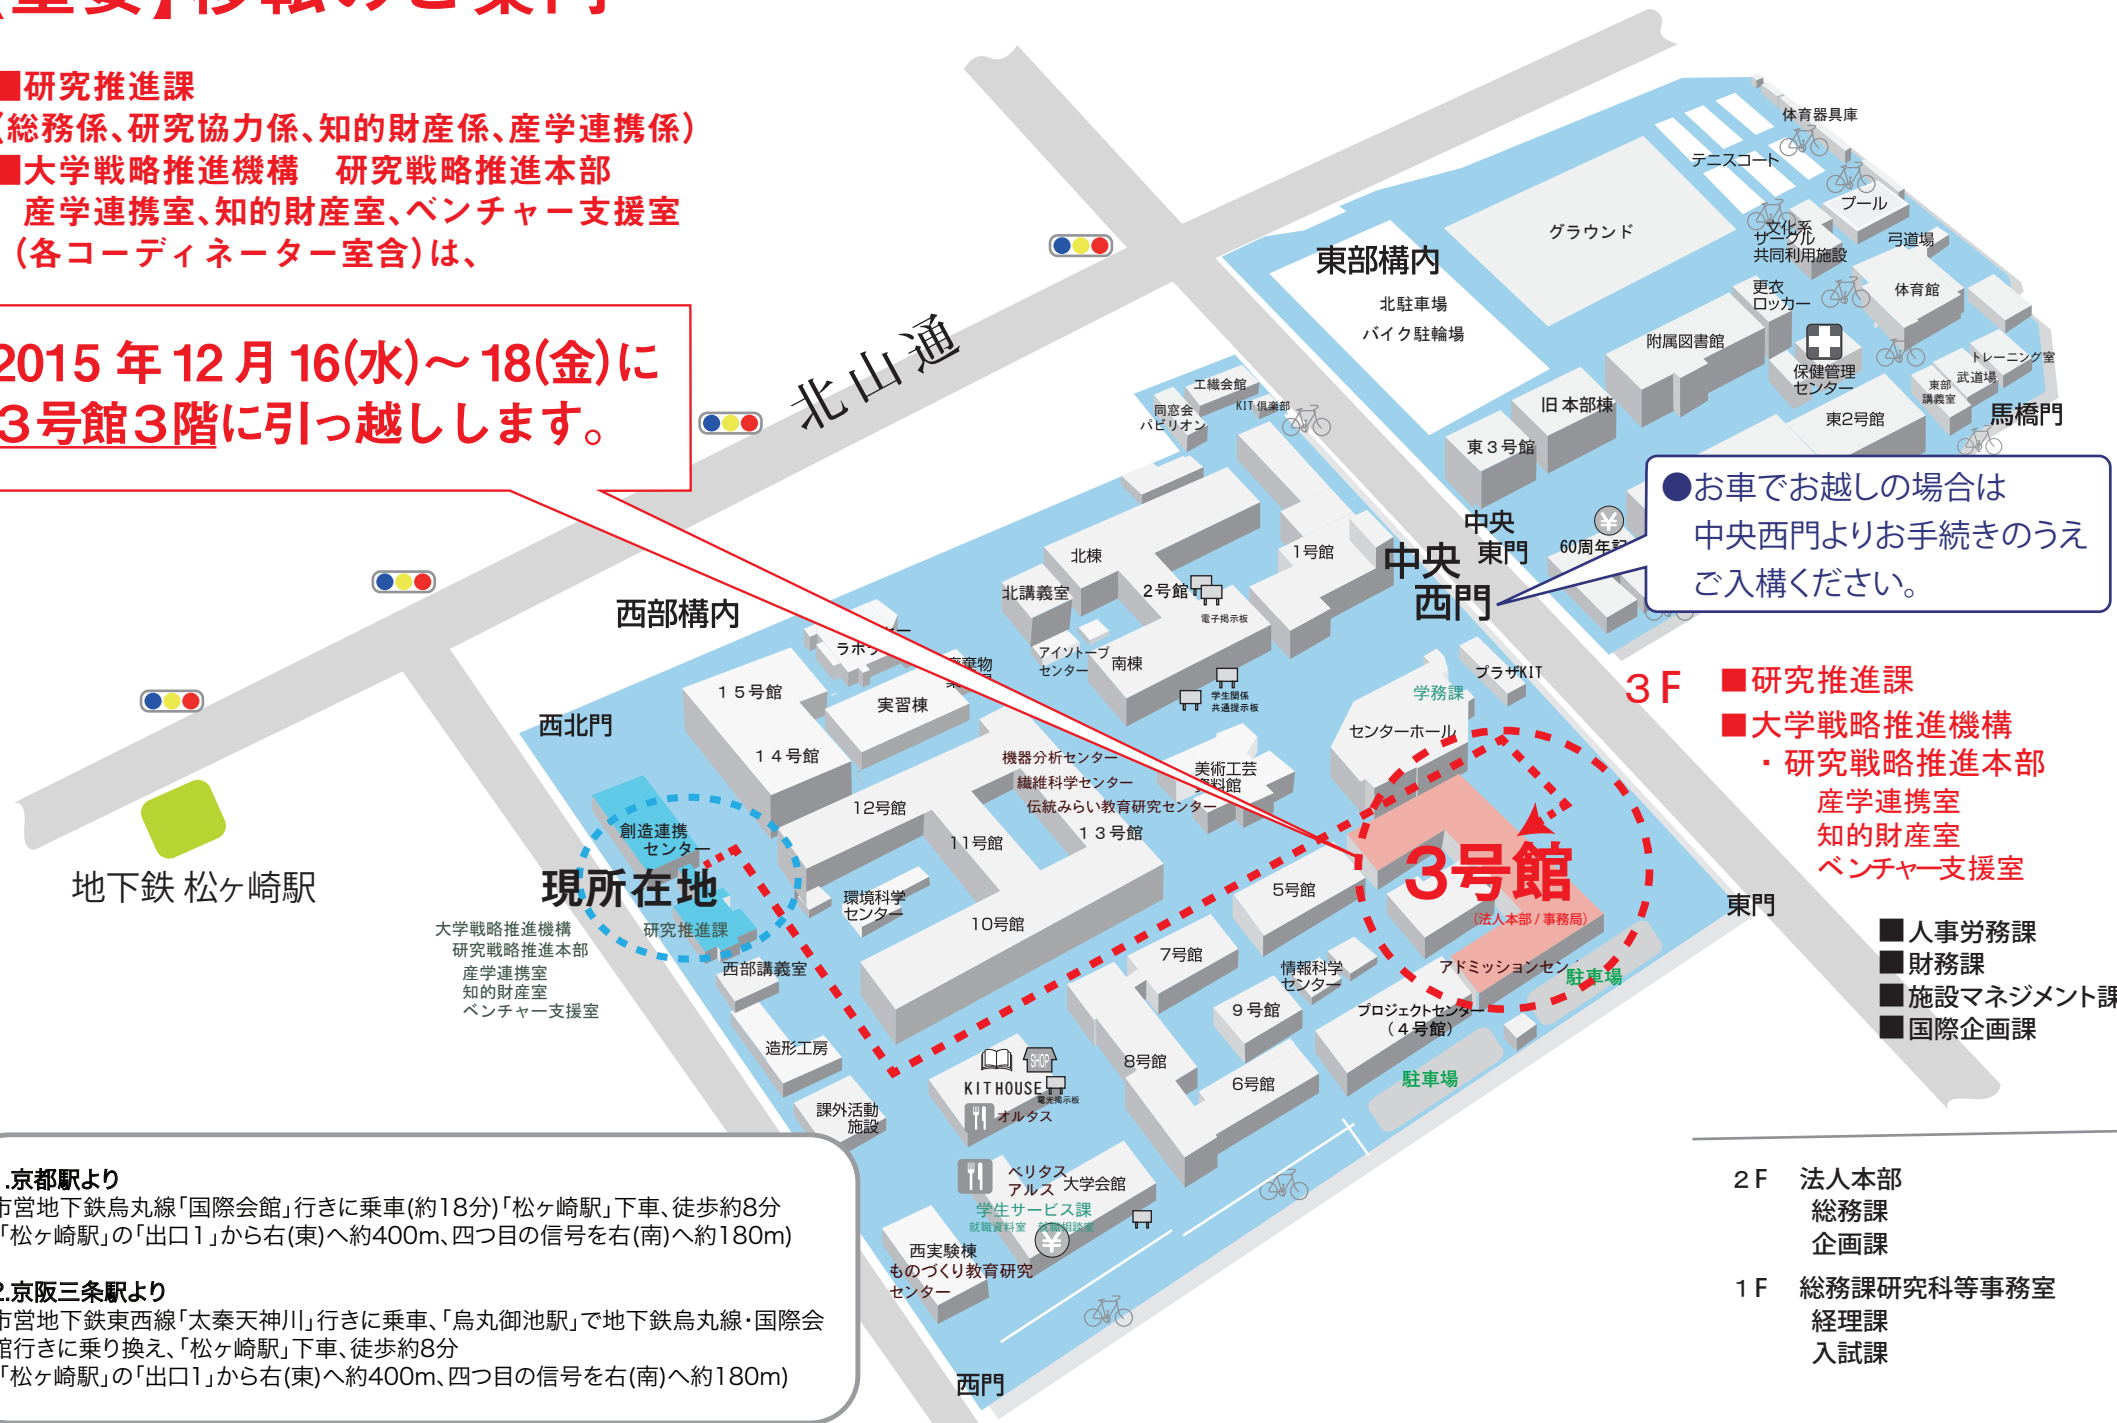 【重要】移転のご案内
■研究推進課
(総務係、研究協力係、知的財産係、産学連携係)
■大学戦略推進機構　研究戦略推進本部
産学連携室、知的財産室、ベンチャー支援室
(各コーディネーター室含)は、
2015 年 12 月 16(水)～ 18(金)に
3号館3階に引っ越しします。
北山通
東部構内
北駐車場
バイク駐輪場
グラウンド
テニスコート
体育器具庫
プール
文化系
サークル
共同利用施設
弓道場
更衣
ロッカー
体育館
附属図書館
保健管理
センター
トレーニング室
武道場
東部
講義室
馬橋門
東2号館
旧本部棟
東3号館
工繊会館
KIT倶楽部
同窓会
パビリオン
●お車でお越しの場合は
中央西門よりお手続きのうえ
ご入構ください。
中央
東門
60周年記
中央
西門
1号館
北棟
2号館
北講義室
電子掲示板
アイソトープ
センター
南棟
学生関係
共通提示板
西部構内
ー
ラボラ
廃棄物
実習棟
15号館
14号館
西北門
プラザKIT
学務課
センターホール
機器分析センター
繊維科学センター
伝統みらい教育研究センター
美術工芸
資料館
12号館
11号館
13号館
創造連携
センター
現所在地
大学戦略推進機構
研究戦略推進本部
産学連携室
知的財産室
ベンチャー支援室
研究推進課
環境科学
センター
10号館
5号館
3号館
(法人本部/事務局)
アドミッションセン
駐車場
東門
西部講義室
7号館
情報科学
センター
9号館
プロジェクトセンター
(4号館)
造形工房
8号館
6号館
駐車場
SHOP
KIT HOUSE
電光掲示板
オルタス
課外活動
施設
ベリタス
アルス
大学会館
学生サービス課
就職資料室　就職相談室
西実験棟
ものづくり教育研究
センター
西門
地下鉄 松ヶ崎駅
3F
■研究推進課
■大学戦略推進機構
・研究戦略推進本部
産学連携室
知的財産室
ベンチャー支援室
■人事労務課
■財務課
■施設マネジメント課
■国際企画課
2F　法人本部
総務課
企画課
1F　総務課研究科等事務室
経理課
入試課
1.京都駅より
市営地下鉄烏丸線「国際会館」行きに乗車(約18分)「松ヶ崎駅」下車、徒歩約8分
「松ヶ崎駅」の「出口1」から右(東)へ約400m、四つ目の信号を右(南)へ約180m)
2.京阪三条駅より
市営地下鉄東西線「太秦天神川」行きに乗車、「烏丸御池駅」で地下鉄烏丸線・国際会
館行きに乗り換え、「松ヶ崎駅」下車、徒歩約8分
「松ヶ崎駅」の「出口1」から右(東)へ約400m、四つ目の信号を右(南)へ約180m)